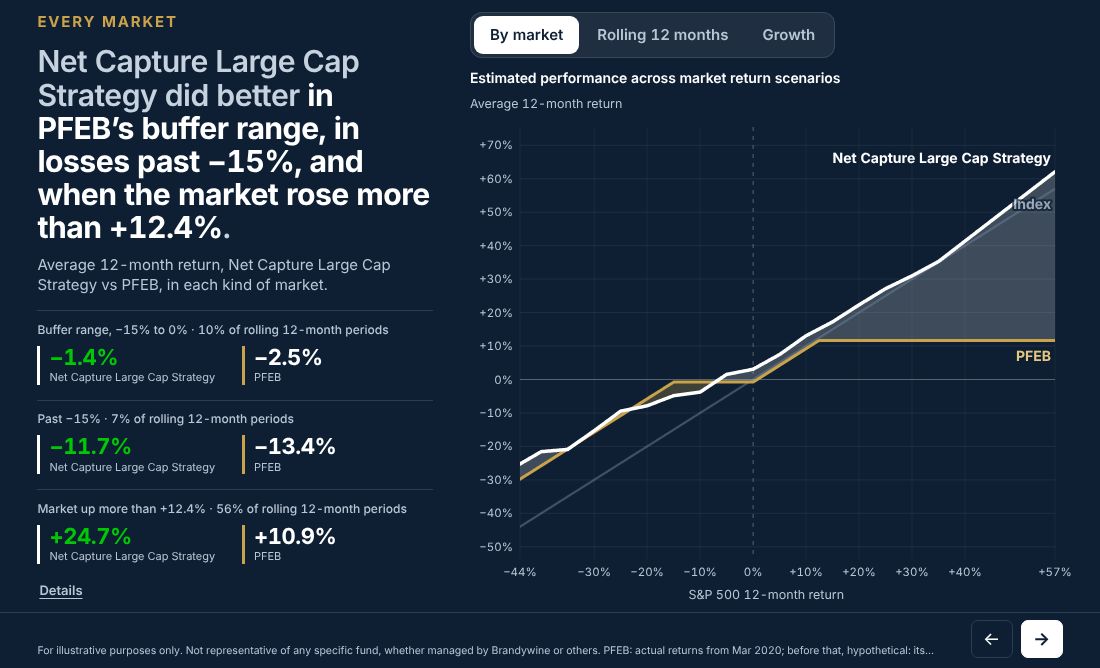 EVERY MARKET
Net Capture Large Cap
Strategy did better in
PFEB’s buffer range, in
losses past −15%, and
when the market rose more
than +12.4%.
Average 12-month return, Net Capture Large Cap
Strategy vs PFEB, in each kind of market.
Buffer range, −15% to 0% · 10% of rolling 12-month periods
−1.4%
Net Capture Large Cap Strategy
−2.5%
PFEB
Past −15% · 7% of rolling 12-month periods
−11.7%
Net Capture Large Cap Strategy
−13.4%
PFEB
Market up more than +12.4% · 56% of rolling 12-month periods
+24.7%
Net Capture Large Cap Strategy
+10.9%
PFEB
Details
By market
Rolling 12 months
Growth
Estimated performance across market return scenarios
Average 12-month return
+70%
+60%
+50%
+40%
+30%
+20%
+10%
0%
−10%
−20%
−30%
−40%
−50%
Net Capture Large Cap Strategy
Index
PFEB
−44%
−30%
−20%
−10%
0%
+10%
+20%
+30%
+40%
+57%
S&P 500 12-month return
For illustrative purposes only. Not representative of any specific fund, whether managed by Brandywine or others. PFEB: actual returns from Mar 2020; before that, hypothetical: its…